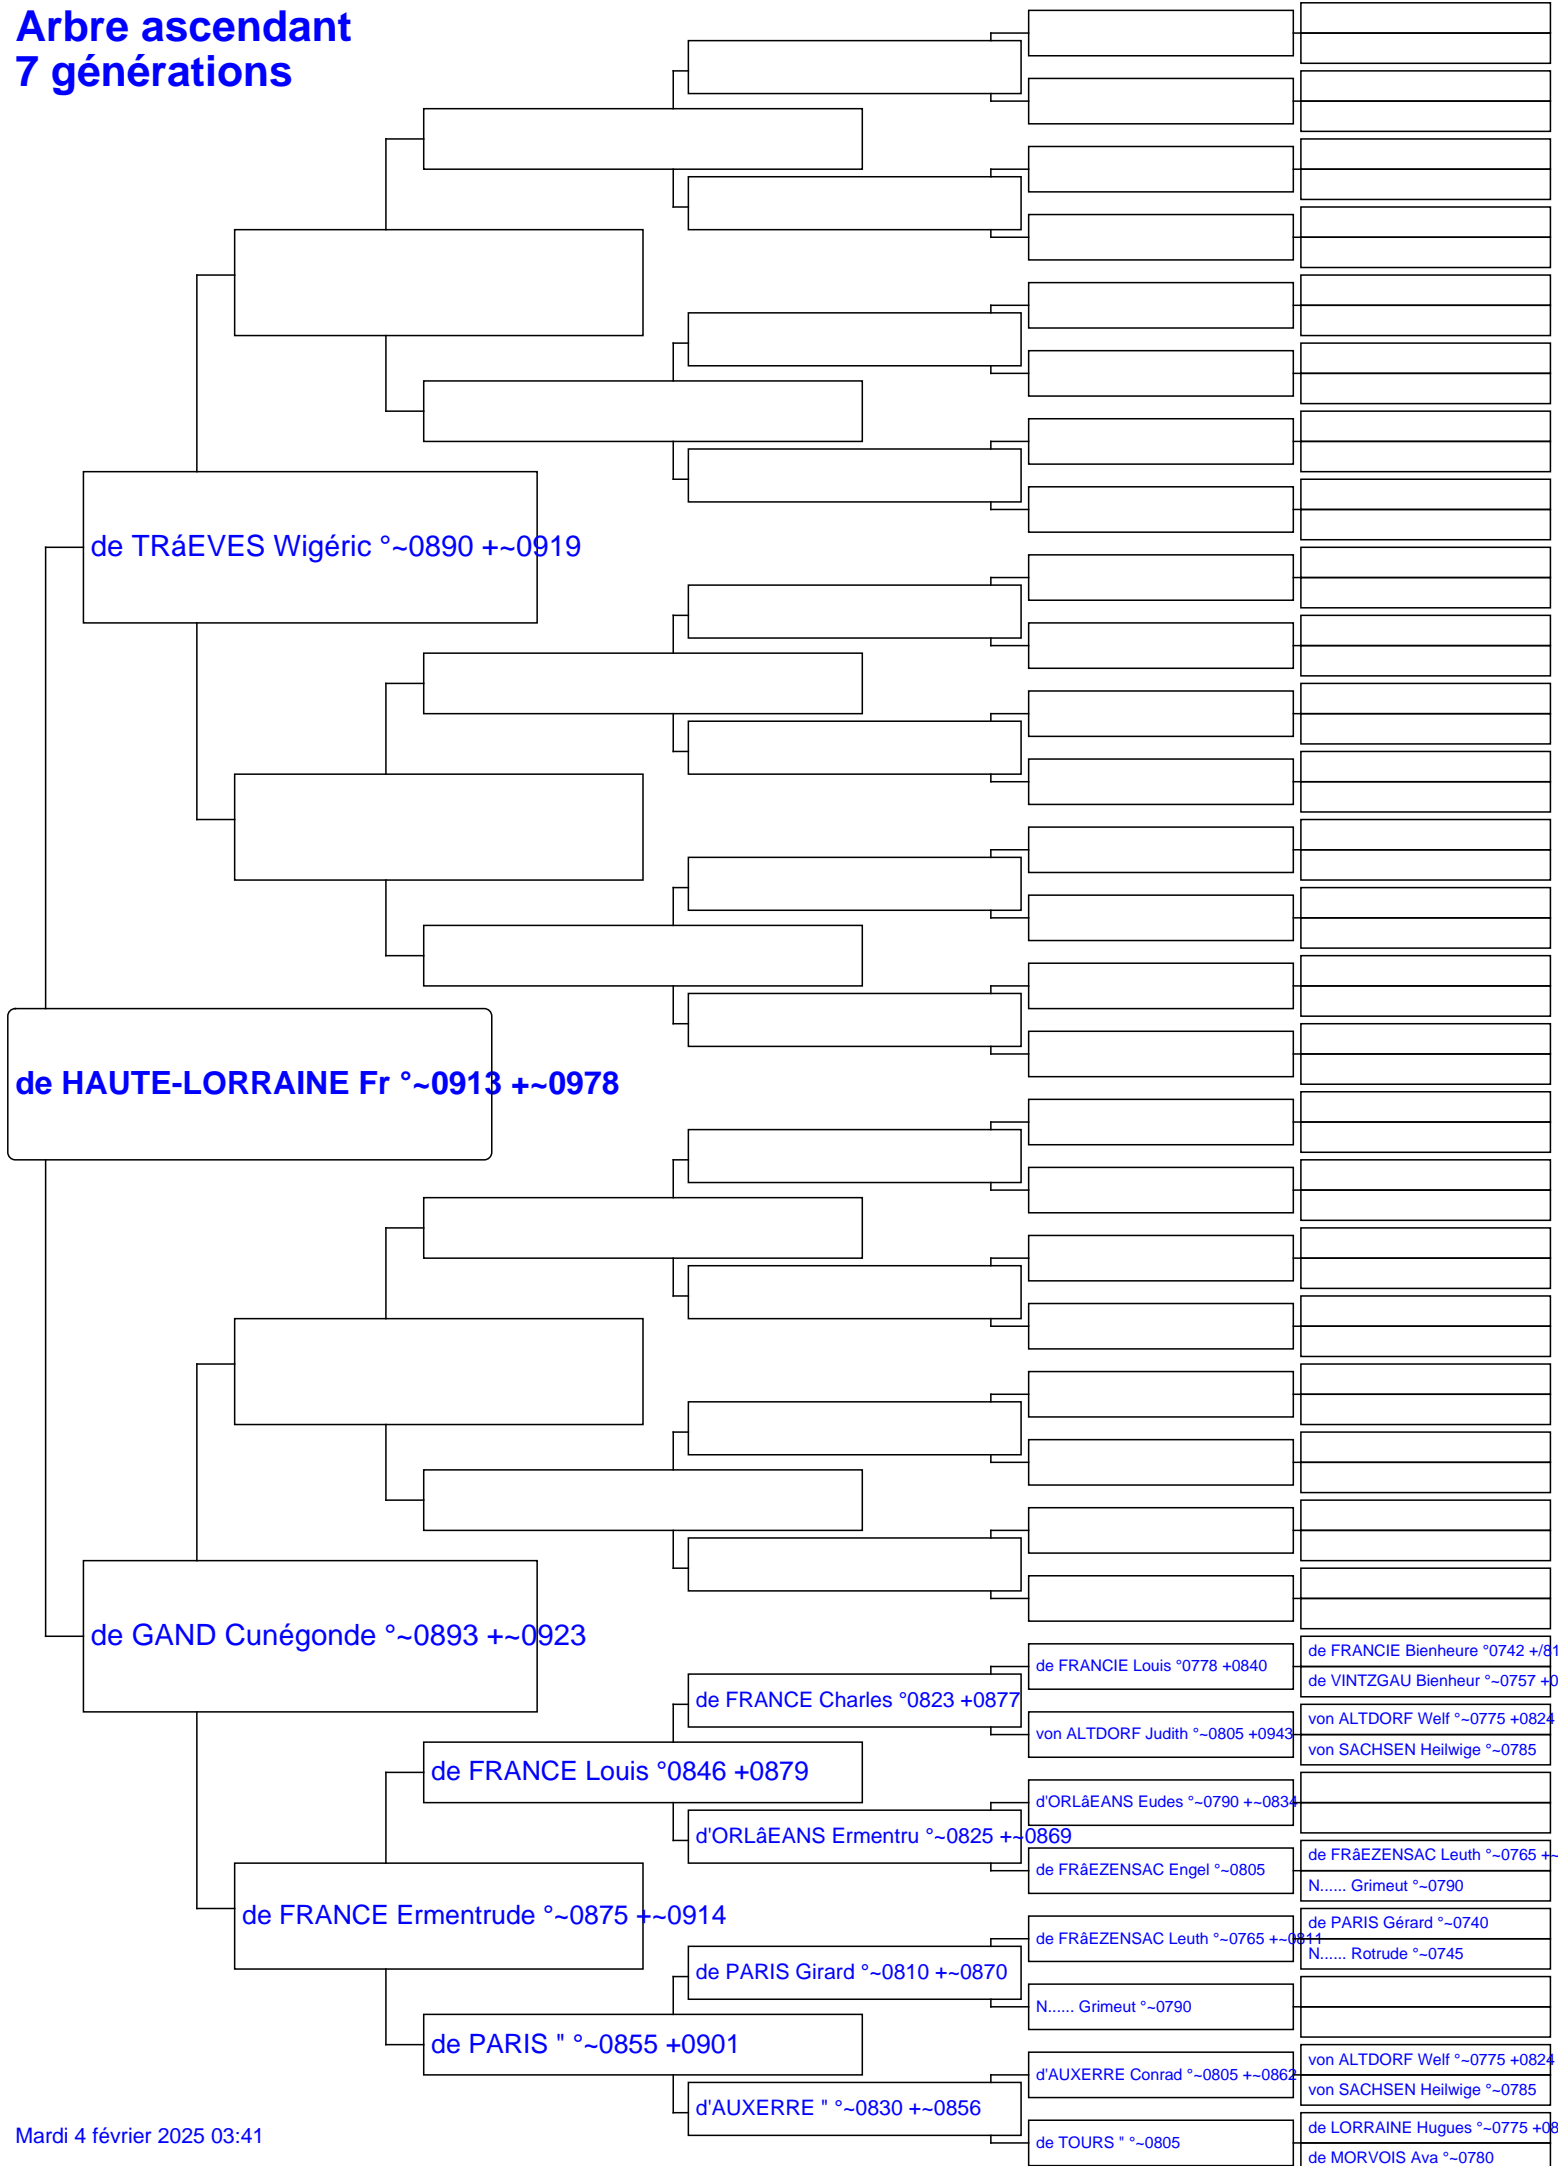 Arbre ascendant
7 générations
de TRáEVES Wigéric °~0890 +~0919
de HAUTE-LORRAINE Fr °~0913 +~0978
de GAND Cunégonde °~0893 +~0923
de FRANCE Ermentrude °~0875 +~0914
de FRANCE Louis °0846 +0879
de PARIS " °~0855 +0901
de FRANCE Charles °0823 +0877
d'ORLâEANS Ermentru °~0825 +~0869
de PARIS Girard °~0810 +~0870
d'AUXERRE " °~0830 +~0856
de FRANCIE Louis °0778 +0840
von ALTDORF Judith °~0805 +0943
d'ORLâEANS Eudes °~0790 +~0834
de FRâEZENSAC Engel °~0805
de FRâEZENSAC Leuth °~0765 +~0811
N...... Grimeut °~0790
d'AUXERRE Conrad °~0805 +~0862
de TOURS " °~0805
de FRANCIE Bienheure °0742 +/81
de VINTZGAU Bienheur °~0757 +0
von ALTDORF Welf °~0775 +0824
von SACHSEN Heilwige °~0785
de FRâEZENSAC Leuth °~0765 +~
N...... Grimeut °~0790
de PARIS Gérard °~0740
N...... Rotrude °~0745
von ALTDORF Welf °~0775 +0824
von SACHSEN Heilwige °~0785
de LORRAINE Hugues °~0775 +08
de MORVOIS Ava °~0780
Mardi 4 février 2025 03:41